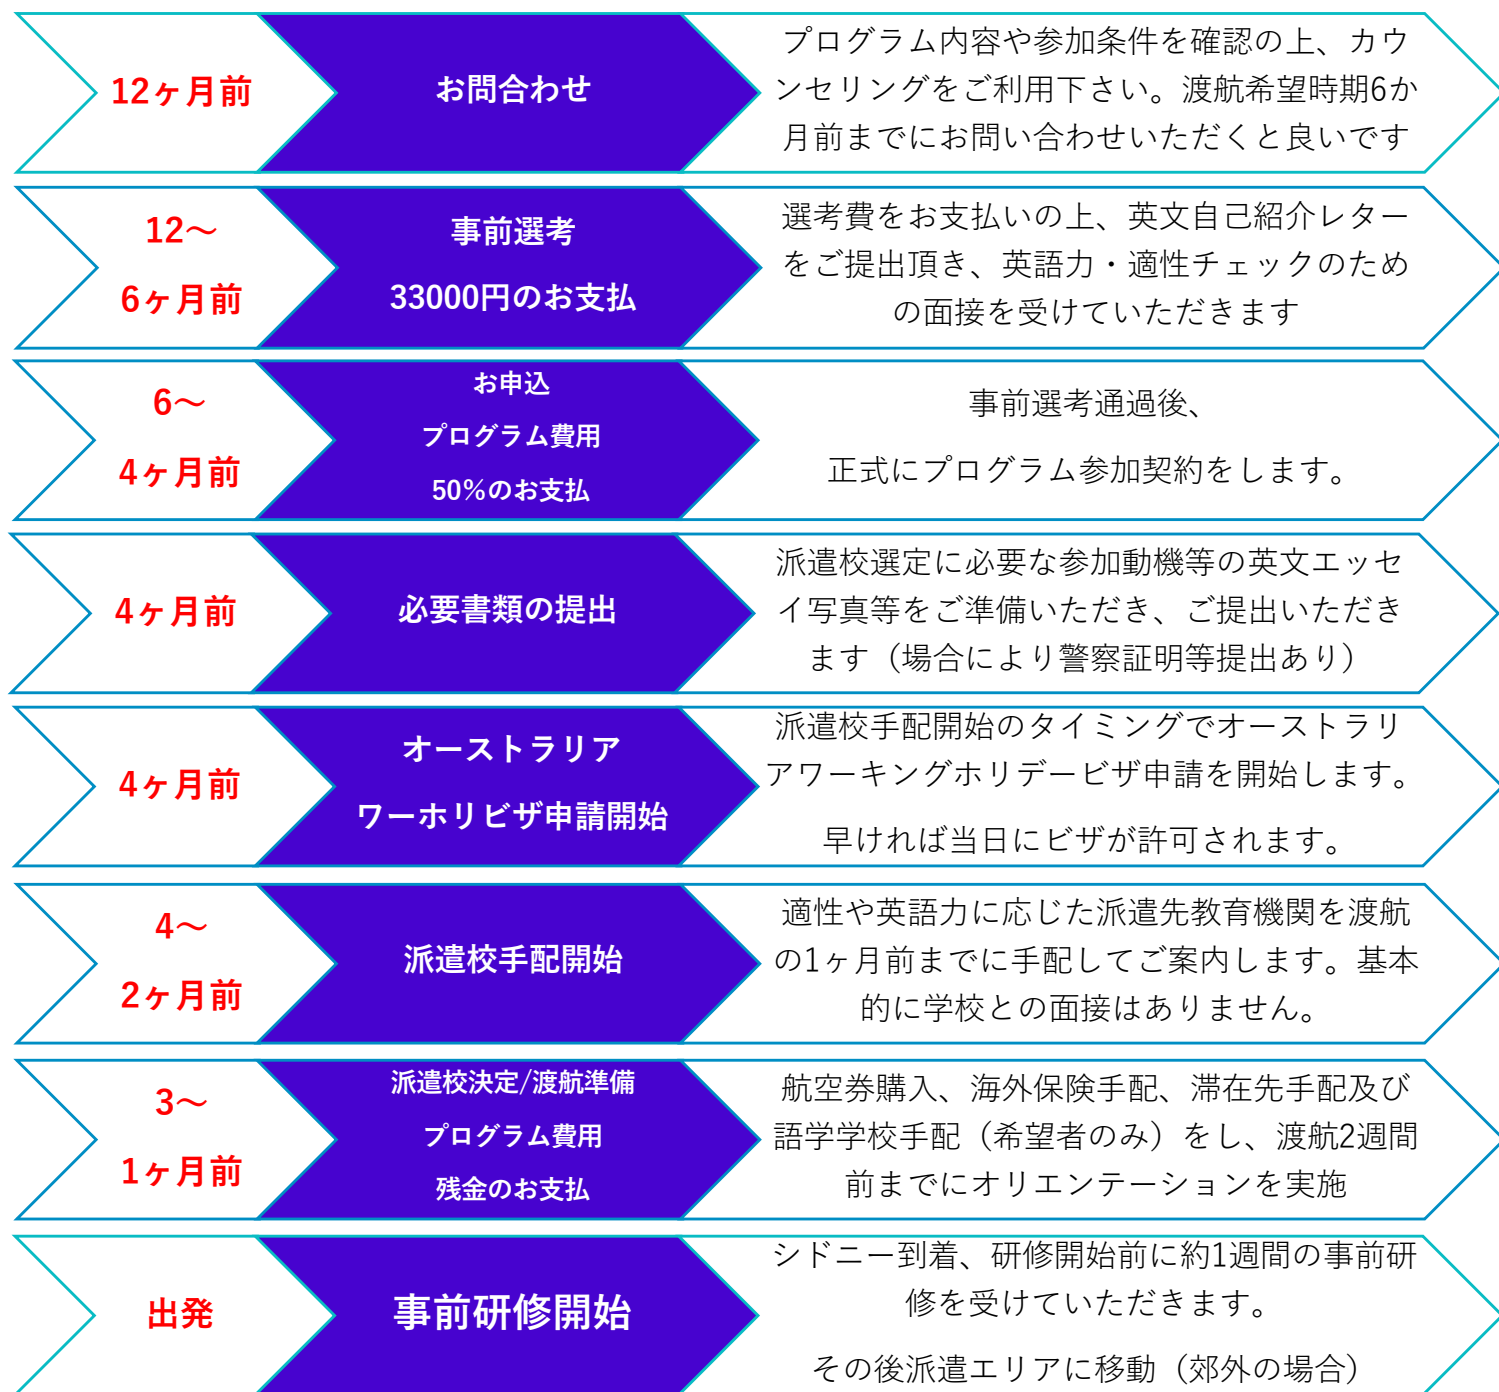 12ヶ月前
お問合わせ
プログラム内容や参加条件を確認の上、カウ
ンセリングをご利用下さい。渡航希望時期6か
月前までにお問い合わせいただくと良いです
12～
6ヶ月前
事前選考
33000円のお支払
選考費をお支払いの上、英文自己紹介レター
をご提出頂き、英語力・適性チェックのため
の面接を受けていただきます
6～
4ヶ月前
お申込
プログラム費用
50%のお支払
事前選考通過後、
正式にプログラム参加契約をします。
4ヶ月前
必要書類の提出
派遣校選定に必要な参加動機等の英文エッセ
イ写真等をご準備いただき、ご提出いただき
ます（場合により警察証明等提出あり）
4ヶ月前
オーストラリア
ワーホリビザ申請開始
派遣校手配開始のタイミングでオーストラリ
アワーキングホリデービザ申請を開始します。
早ければ当日にビザが許可されます。
4～
2ヶ月前
派遣校手配開始
適性や英語力に応じた派遣先教育機関を渡航
の1ヶ月前までに手配してご案内します。基本
的に学校との面接はありません。
3～
1ヶ月前
派遣校決定/渡航準備
プログラム費用
残金のお支払
航空券購入、海外保険手配、滞在先手配及び
語学学校手配（希望者のみ）をし、渡航2週間
前までにオリエンテーションを実施
出発
事前研修開始
シドニー到着、研修開始前に約1週間の事前研
修を受けていただきます。
その後派遣エリアに移動（郊外の場合）